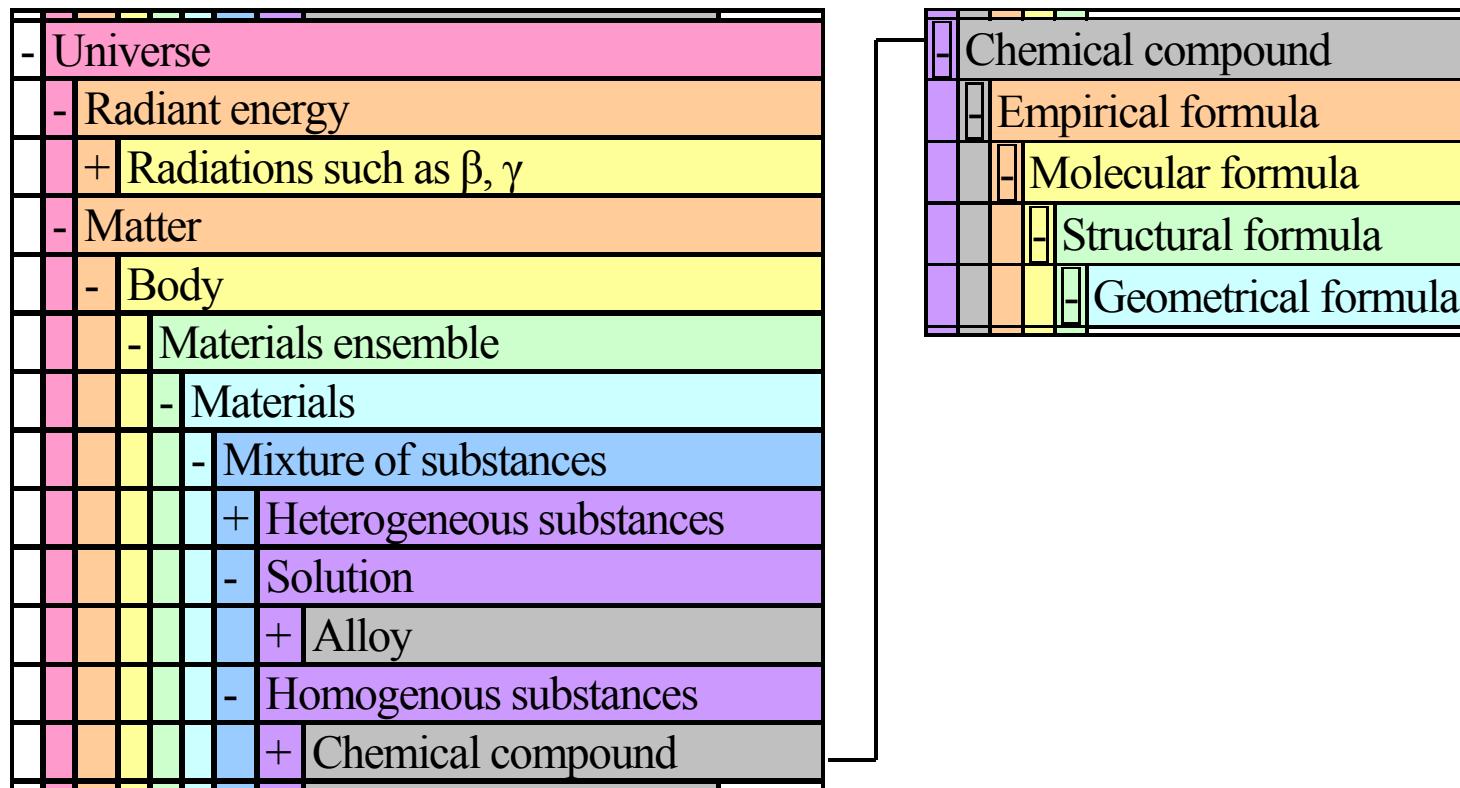 - Universe
- Radiant energy
+ Radiations such as β, γ
- Matter
- Body
- Materials ensemble
- Materials
- Mixture of substances
+ Heterogeneous substances
- Solution
+ Alloy
- Homogenous substances
+ Chemical compound
- Chemical compound
- Empirical formula
- Molecular formula
- Structural formula
- Geometrical formula